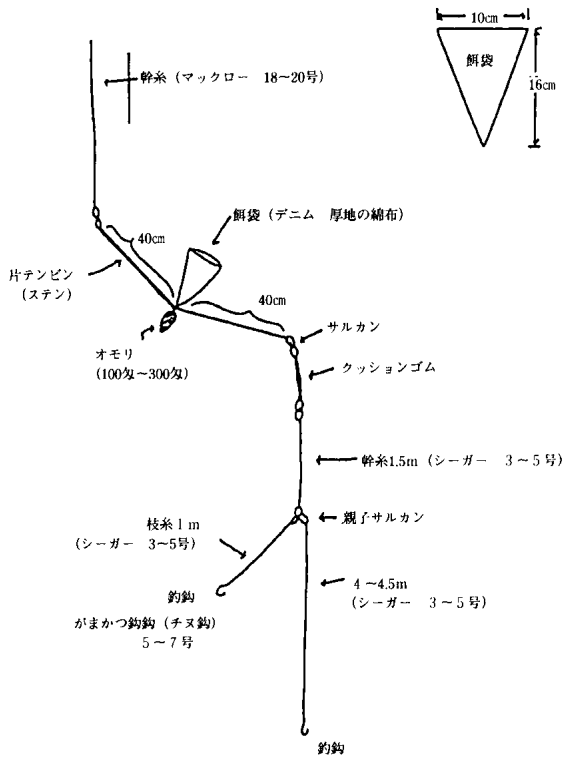 10cm
餌袋
16cm
幹糸（マックロー　18～20号）
餌袋（デニム　厚地の綿布）
40cm
片テンビン
（ステン）
40cm
サルカン
オモリ
（100匁～300匁）
クッションゴム
幹糸1.5m（シーガー　3～5号）
親子サルカン
枝糸1m
（シーガー　3～5号）
4～4.5m
（シーガー　3～5号）
釣鈎
がまかつ鈎鈎（チヌ鈎）
5～7号
釣鈎